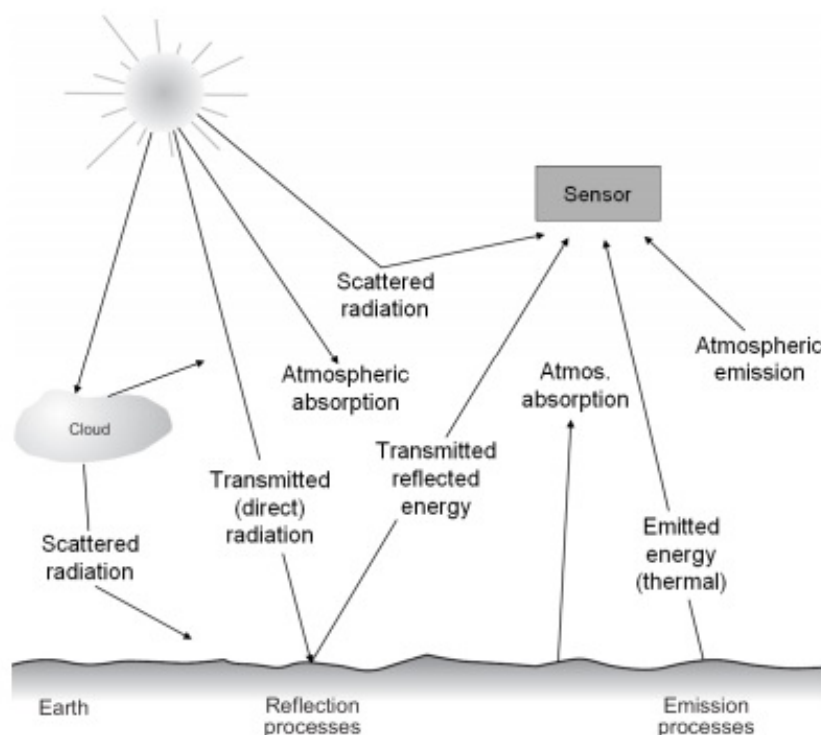 Sensor
Scattered
radiation
Atmospheric
emission
Atmospheric
absorption
Atmos.
absorption
Cloud
Transmitted
reflected
energy
Transmitted
(direct)
radiation
Emitted
energy
(thermal)
Scattered
radiation
Earth
Reflection
processes
Emission
processes